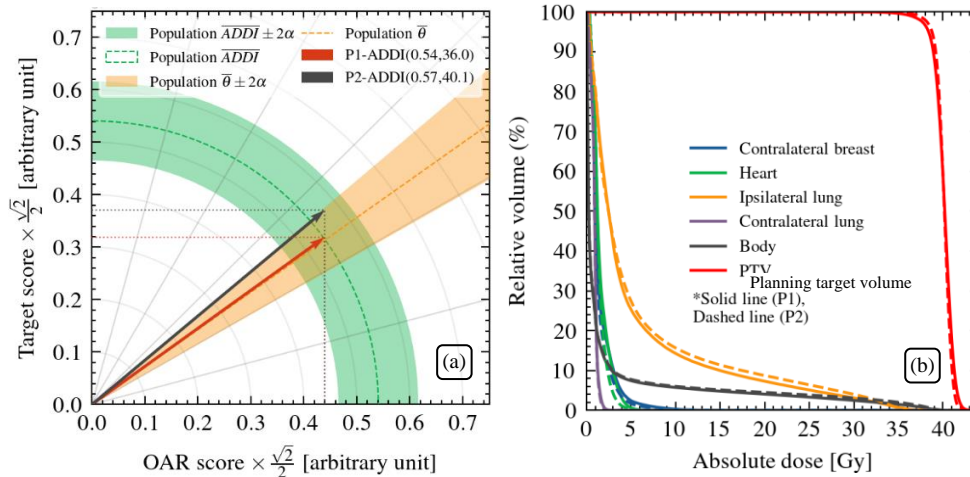 0.7
0.6
0.5
0.4
0.3
0.2
0.1
0.0
0.0
0.1
0.2
0.3
0.4
0.5
0.6
0.7
Target score × √2/2 [arbitrary unit]
OAR score × √2/2 [arbitrary unit]
Population ADDI ± 2α
Population ADDI
Population θ ± 2α
Population θ
P1-ADDI(0.54,36.0)
P2-ADDI(0.57,40.1)
(a)
100
90
80
70
60
50
40
30
20
10
0
0
5
10
15
20
25
30
35
40
Relative volume (%)
Absolute dose [Gy]
Contralateral breast
Heart
Ipsilateral lung
Contralateral lung
Body
PTV
Planning target volume
*Solid line (P1),
Dashed line (P2)
(b)